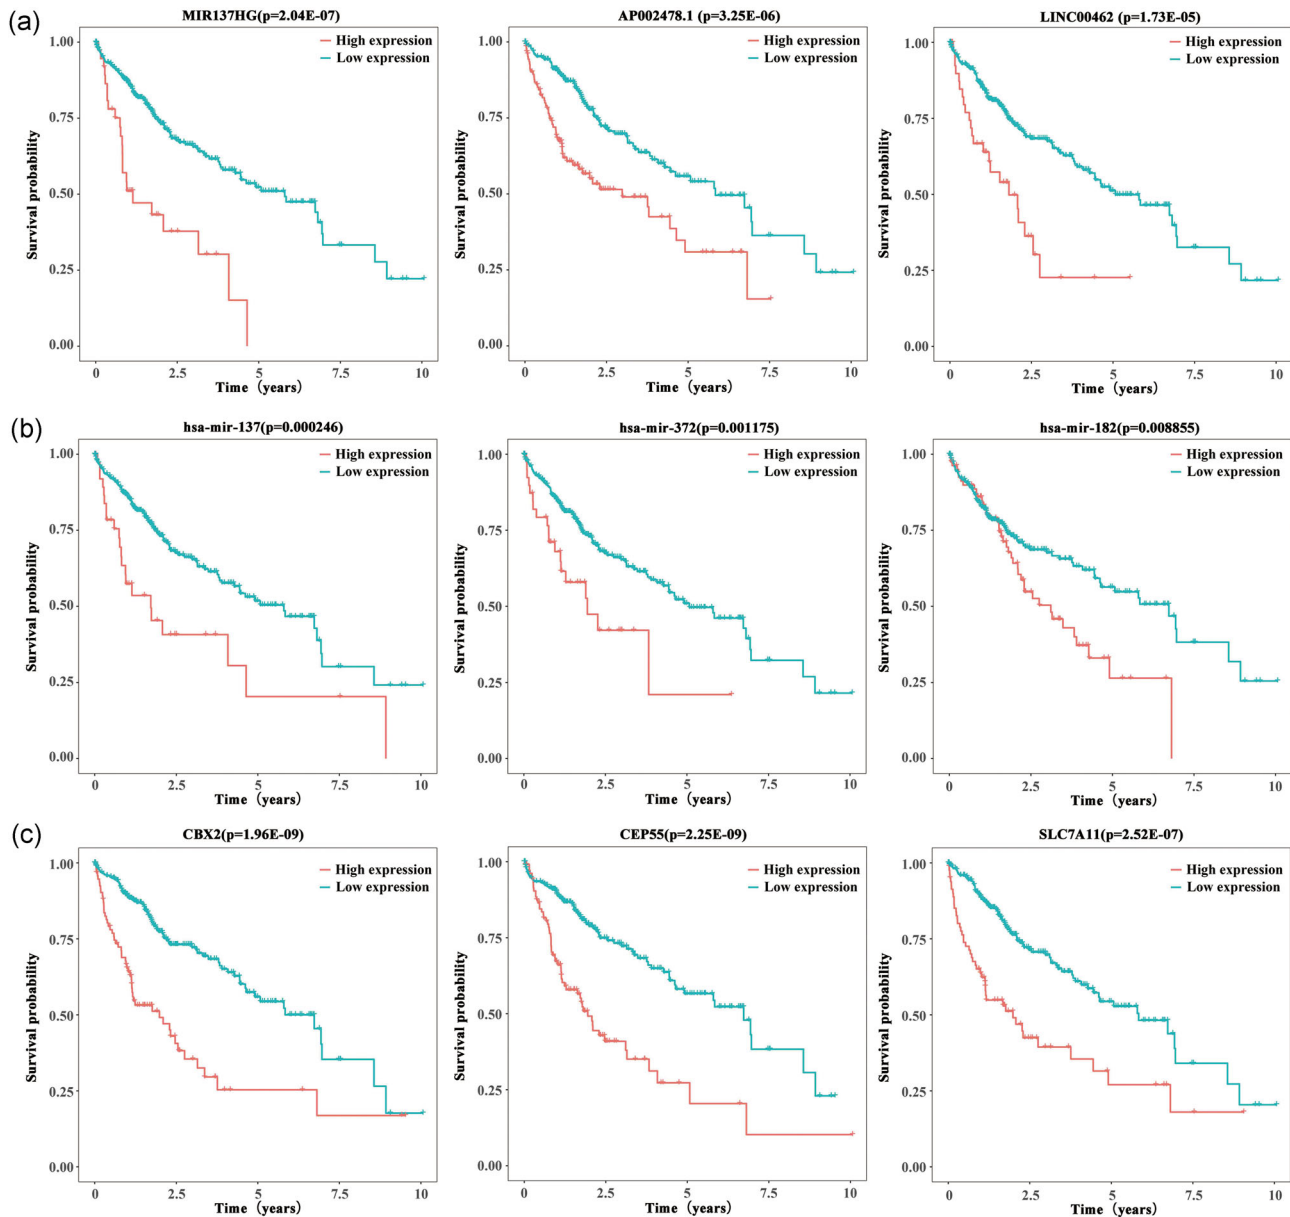 (a)
MIR137HG(p=2.04E-07)
High expression
Low expression
Survival probability
1.00
0.75
0.50
0.25
0.00
0
2.5
5
7.5
10
Time (years)
AP002478.1 (p=3.25E-06)
High expression
Low expression
Survival probability
1.00
0.75
0.50
0.25
0.00
0
2.5
5
7.5
10
Time (years)
LINC00462 (p=1.73E-05)
High expression
Low expression
Survival probability
1.00
0.75
0.50
0.25
0.00
0
2.5
5
7.5
10
Time (years)
(b)
hsa-mir-137(p=0.000246)
High expression
Low expression
Survival probability
1.00
0.75
0.50
0.25
0.00
0
2.5
5
7.5
10
Time (years)
hsa-mir-372(p=0.001175)
High expression
Low expression
Survival probability
1.00
0.75
0.50
0.25
0.00
0
2.5
5
7.5
10
Time (years)
hsa-mir-182(p=0.008855)
High expression
Low expression
Survival probability
1.00
0.75
0.50
0.25
0.00
0
2.5
5
7.5
10
Time (years)
(c)
CBX2(p=1.96E-09)
High expression
Low expression
Survival probability
1.00
0.75
0.50
0.25
0.00
0
2.5
5
7.5
10
Time (years)
CEP55(p=2.25E-09)
High expression
Low expression
Survival probability
1.00
0.75
0.50
0.25
0.00
0
2.5
5
7.5
10
Time (years)
SLC7A11(p=2.52E-07)
High expression
Low expression
Survival probability
1.00
0.75
0.50
0.25
0.00
0
2.5
5
7.5
10
Time (years)